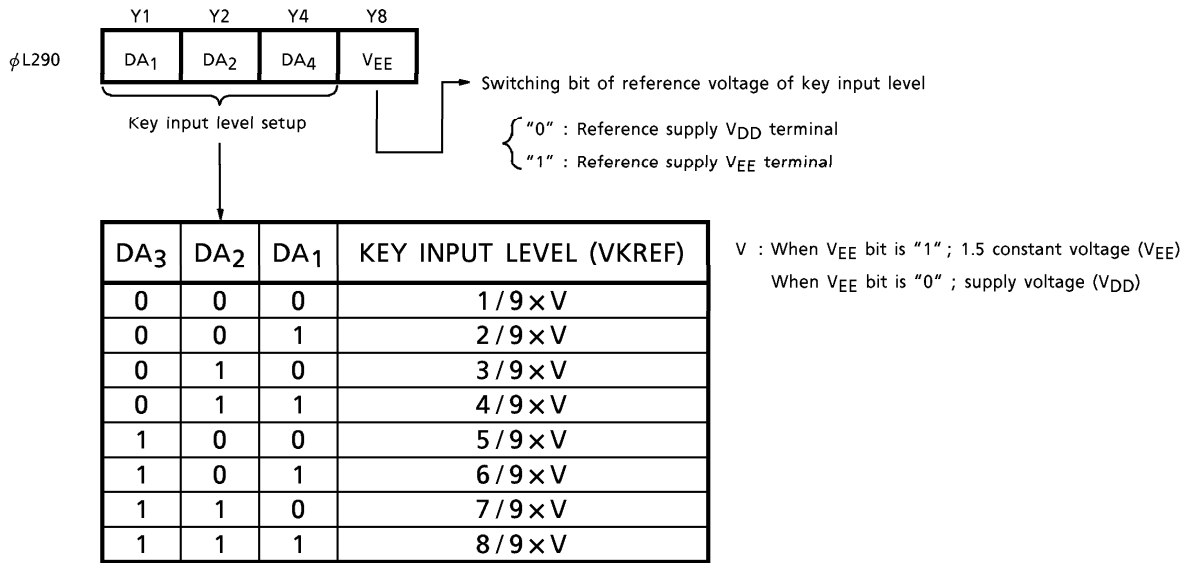 Y1 Y2 Y4 Y8
ϕL290 DA1 DA2 DA4 VEE
Switching bit of reference voltage of key input level
Key input level setup
"0" : Reference supply VDD terminal
"1" : Reference supply VEE terminal
DA3 DA2 DA1 KEY INPUT LEVEL (VKREF)
0 0 0 1/9×V
0 0 1 2/9×V
0 1 0 3/9×V
0 1 1 4/9×V
1 0 0 5/9×V
1 0 1 6/9×V
1 1 0 7/9×V
1 1 1 8/9×V
V : When VEE bit is "1" ; 1.5 constant voltage (VEE)
When VEE bit is "0" ; supply voltage (VDD)